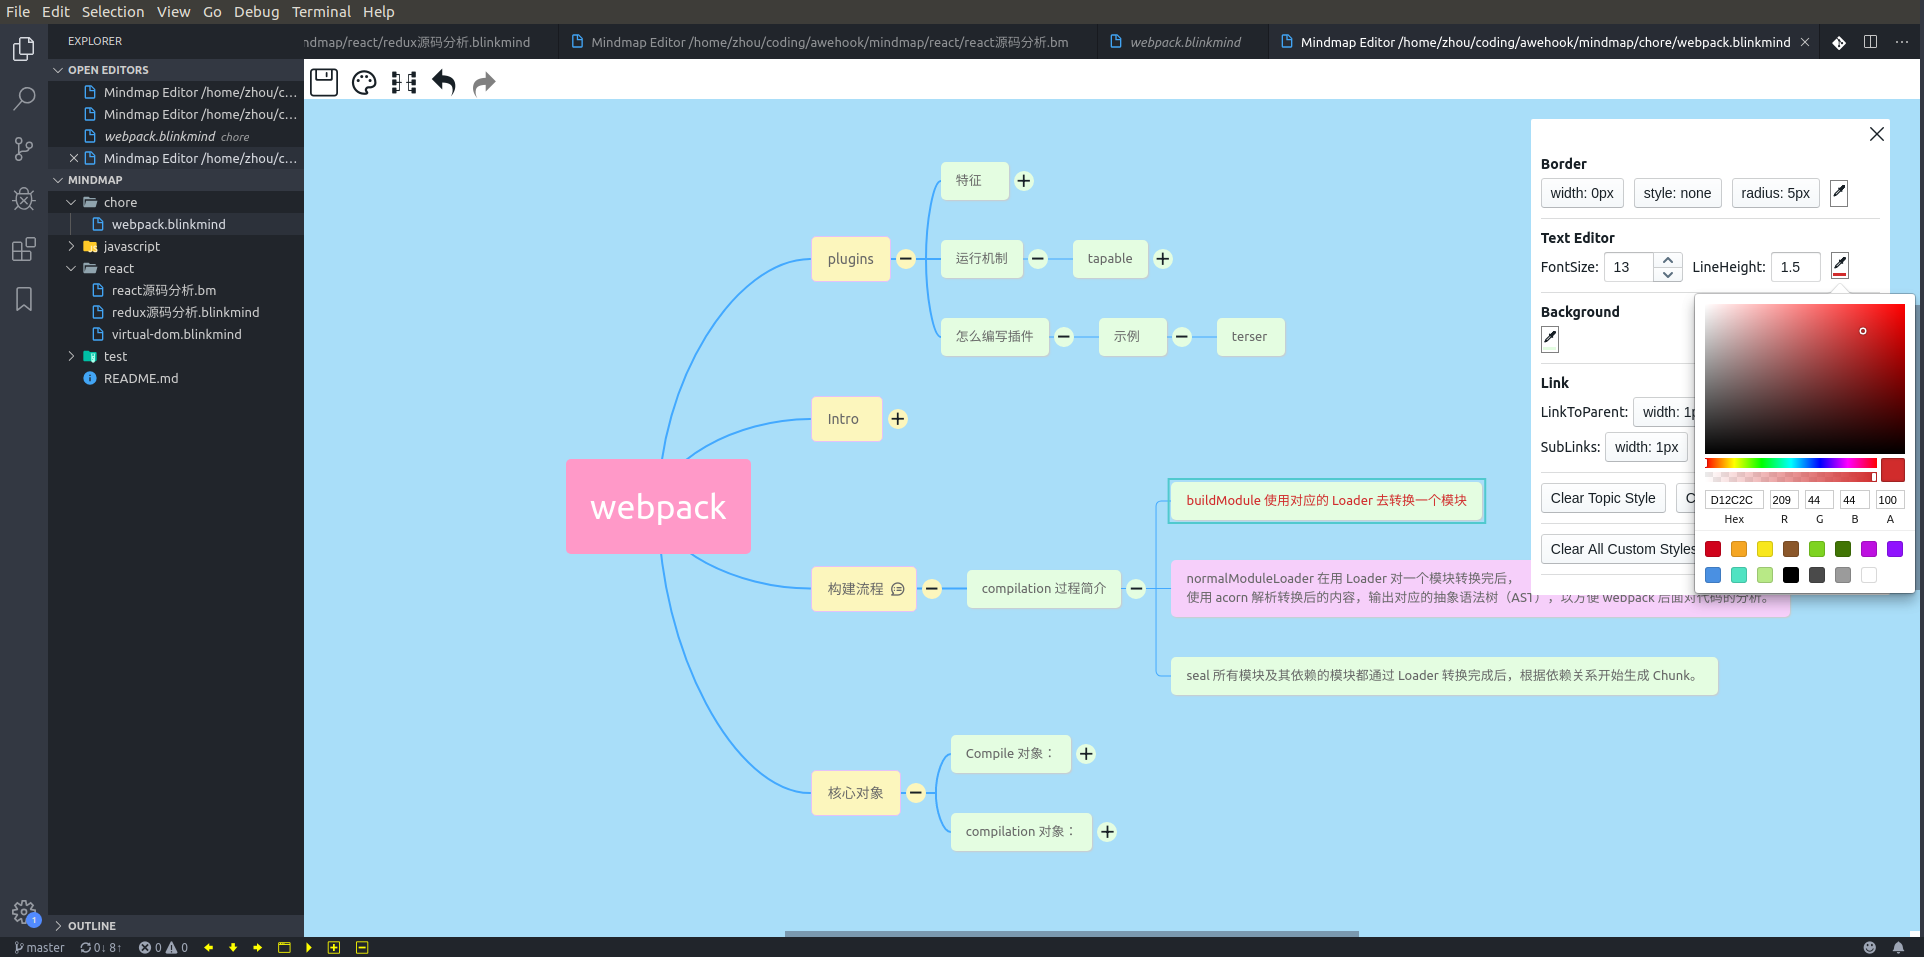 File Edit Selection View Go Debug Terminal Help
EXPLORER
OPEN EDITORS
Mindmap Editor /home/zhou/c...
Mindmap Editor /home/zhou/c...
webpack.blinkmind chore
Mindmap Editor /home/zhou/c...
MINDMAP
chore
webpack.blinkmind
javascript
react
react源码分析.bm
redux源码分析.blinkmind
virtual-dom.blinkmind
test
README.md
OUTLINE
ndmap/react/redux源码分析.blinkmind
Mindmap Editor /home/zhou/coding/awehook/mindmap/react/react源码分析.bm
webpack.blinkmind
Mindmap Editor /home/zhou/coding/awehook/mindmap/chore/webpack.blinkmind
webpack
plugins
特征
运行机制
tapable
怎么编写插件
示例
terser
Intro
构建流程
compilation 过程简介
buildModule 使用对应的 Loader 去转换一个模块
normalModuleLoader 在用 Loader 对一个模块转换完后，
使用 acorn 解析转换后的内容，输出对应的抽象语法树（AST），以方便 webpack 后面对代码的分析。
seal 所有模块及其依赖的模块都通过 Loader 转换完成后，根据依赖关系开始生成 Chunk。
核心对象
Compile 对象：
compilation 对象：
Border
width: 0px style: none radius: 5px
Text Editor
FontSize: 13 LineHeight: 1.5
Background
Link
LinkToParent: width: 1p
SubLinks: width: 1px
Clear Topic Style C
Clear All Custom Styles
D12C2C 209 44 44 100
Hex R G B A
1
master 0↓ 8↑ 0 0